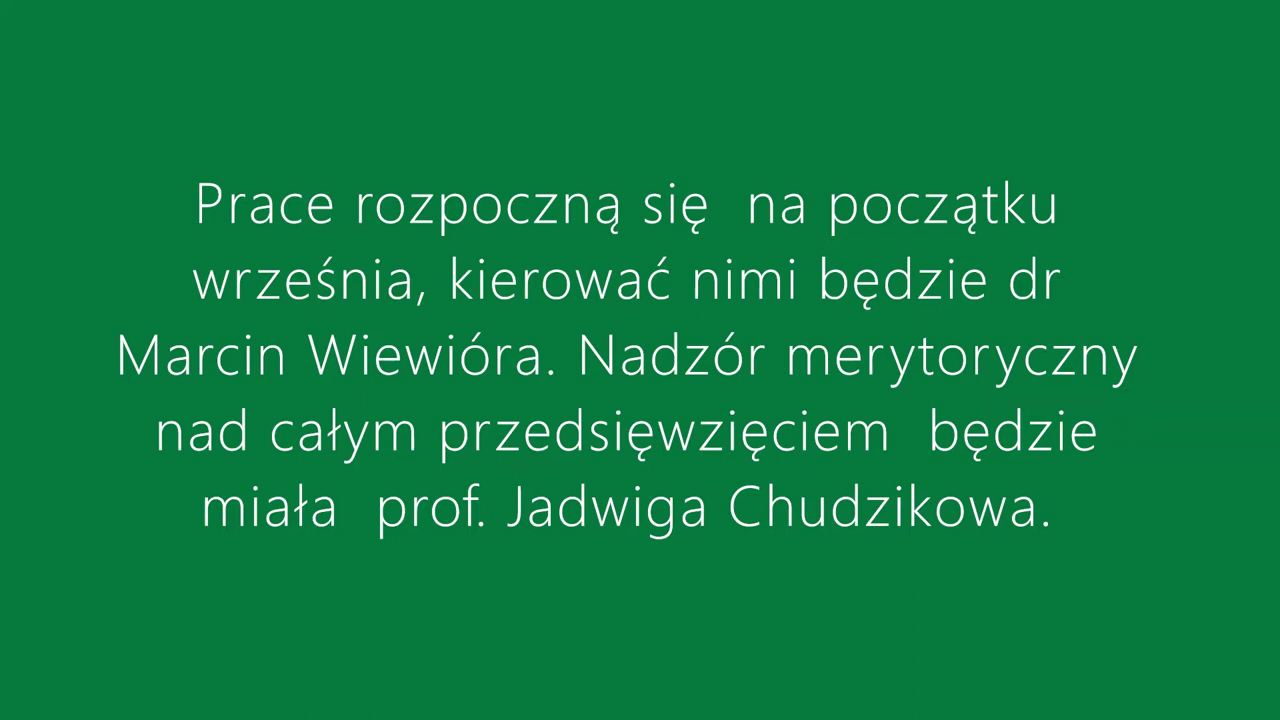 Prace rozpoczną się  na początku
września, kierować nimi będzie dr
Marcin Wiewióra. Nadzór merytoryczny
nad całym przedsięwzięciem  będzie
miała  prof. Jadwiga Chudzikowa.